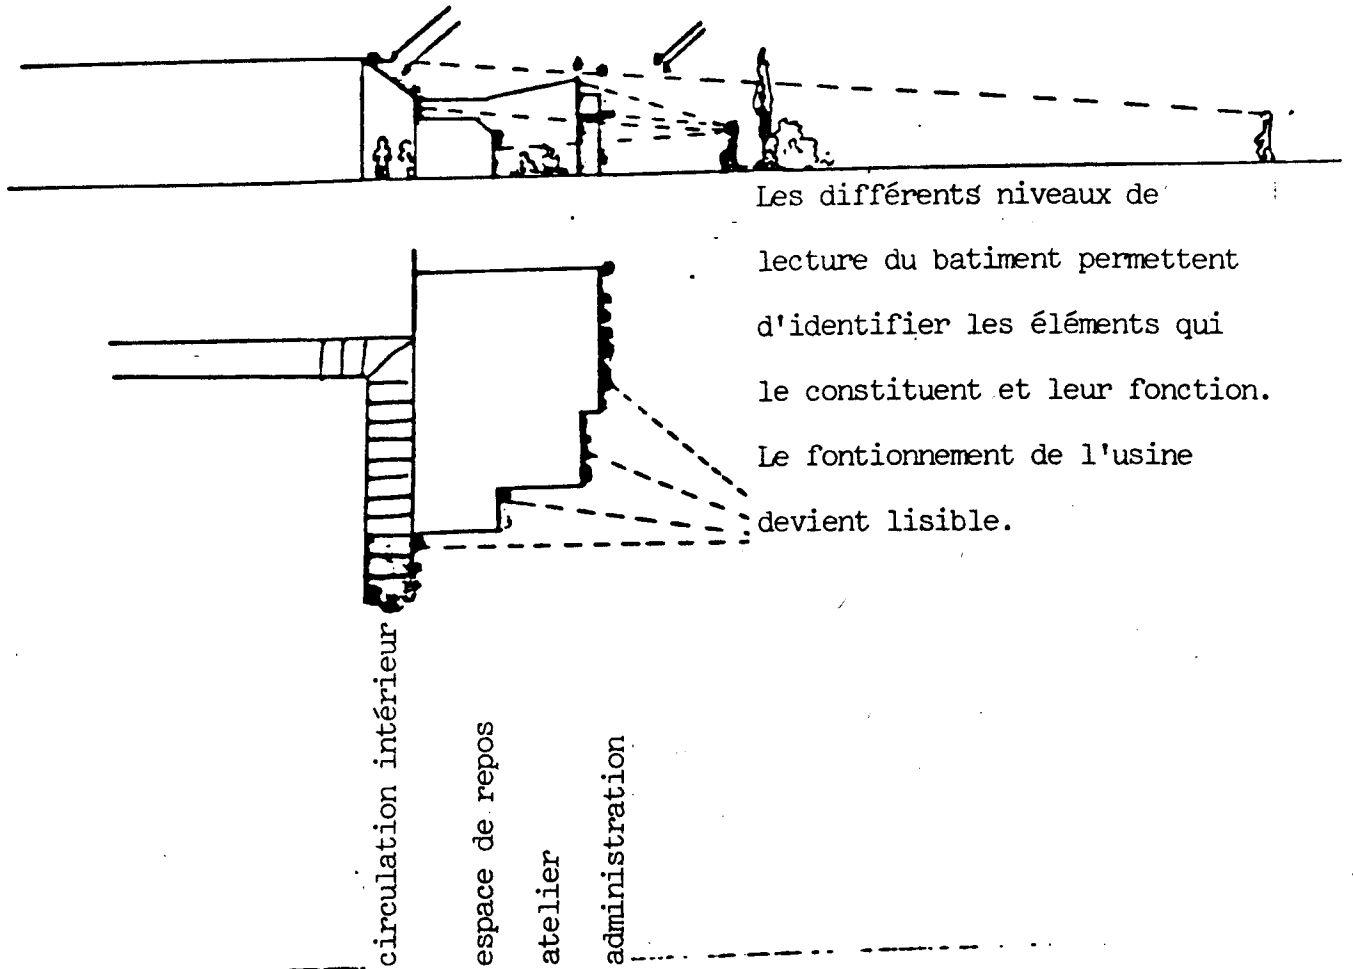 Les différents niveaux de
lecture du batiment permettent
d'identifier les éléments qui
le constituent et leur fonction.
Le fontionnement de l'usine
devient lisible.
circulation intérieur
espace de repos
atelier
administration